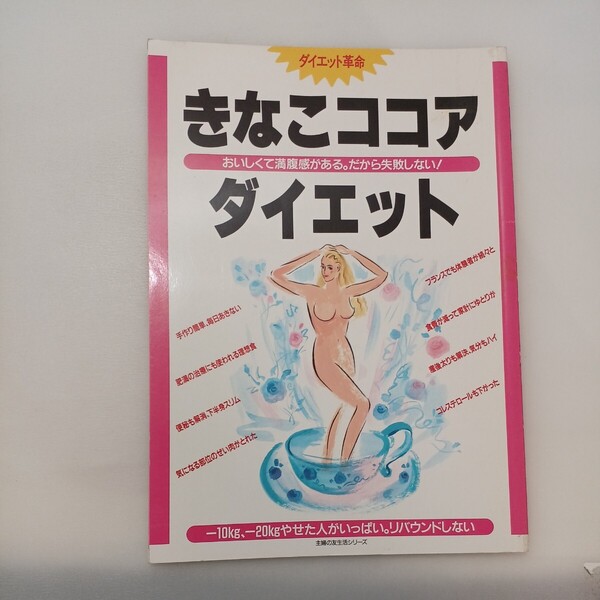 ダイエット革命
きなこココア
おいしくて満腹感がある。だから失敗しない!
ダイエット
手作り簡単、毎日あきない
肥満の治療にも使われる理想食
便秘も解消、下半身スリム
気になる部位のぜい肉がとれた
フランスでも体験者が続々と
食費が減って家計にゆとりが
産後太りも解決、気分もハイ
コレステロールも下がった
−10kg、−20kgやせた人がいっぱい。リバウンドしない
主婦の友生活シリーズ